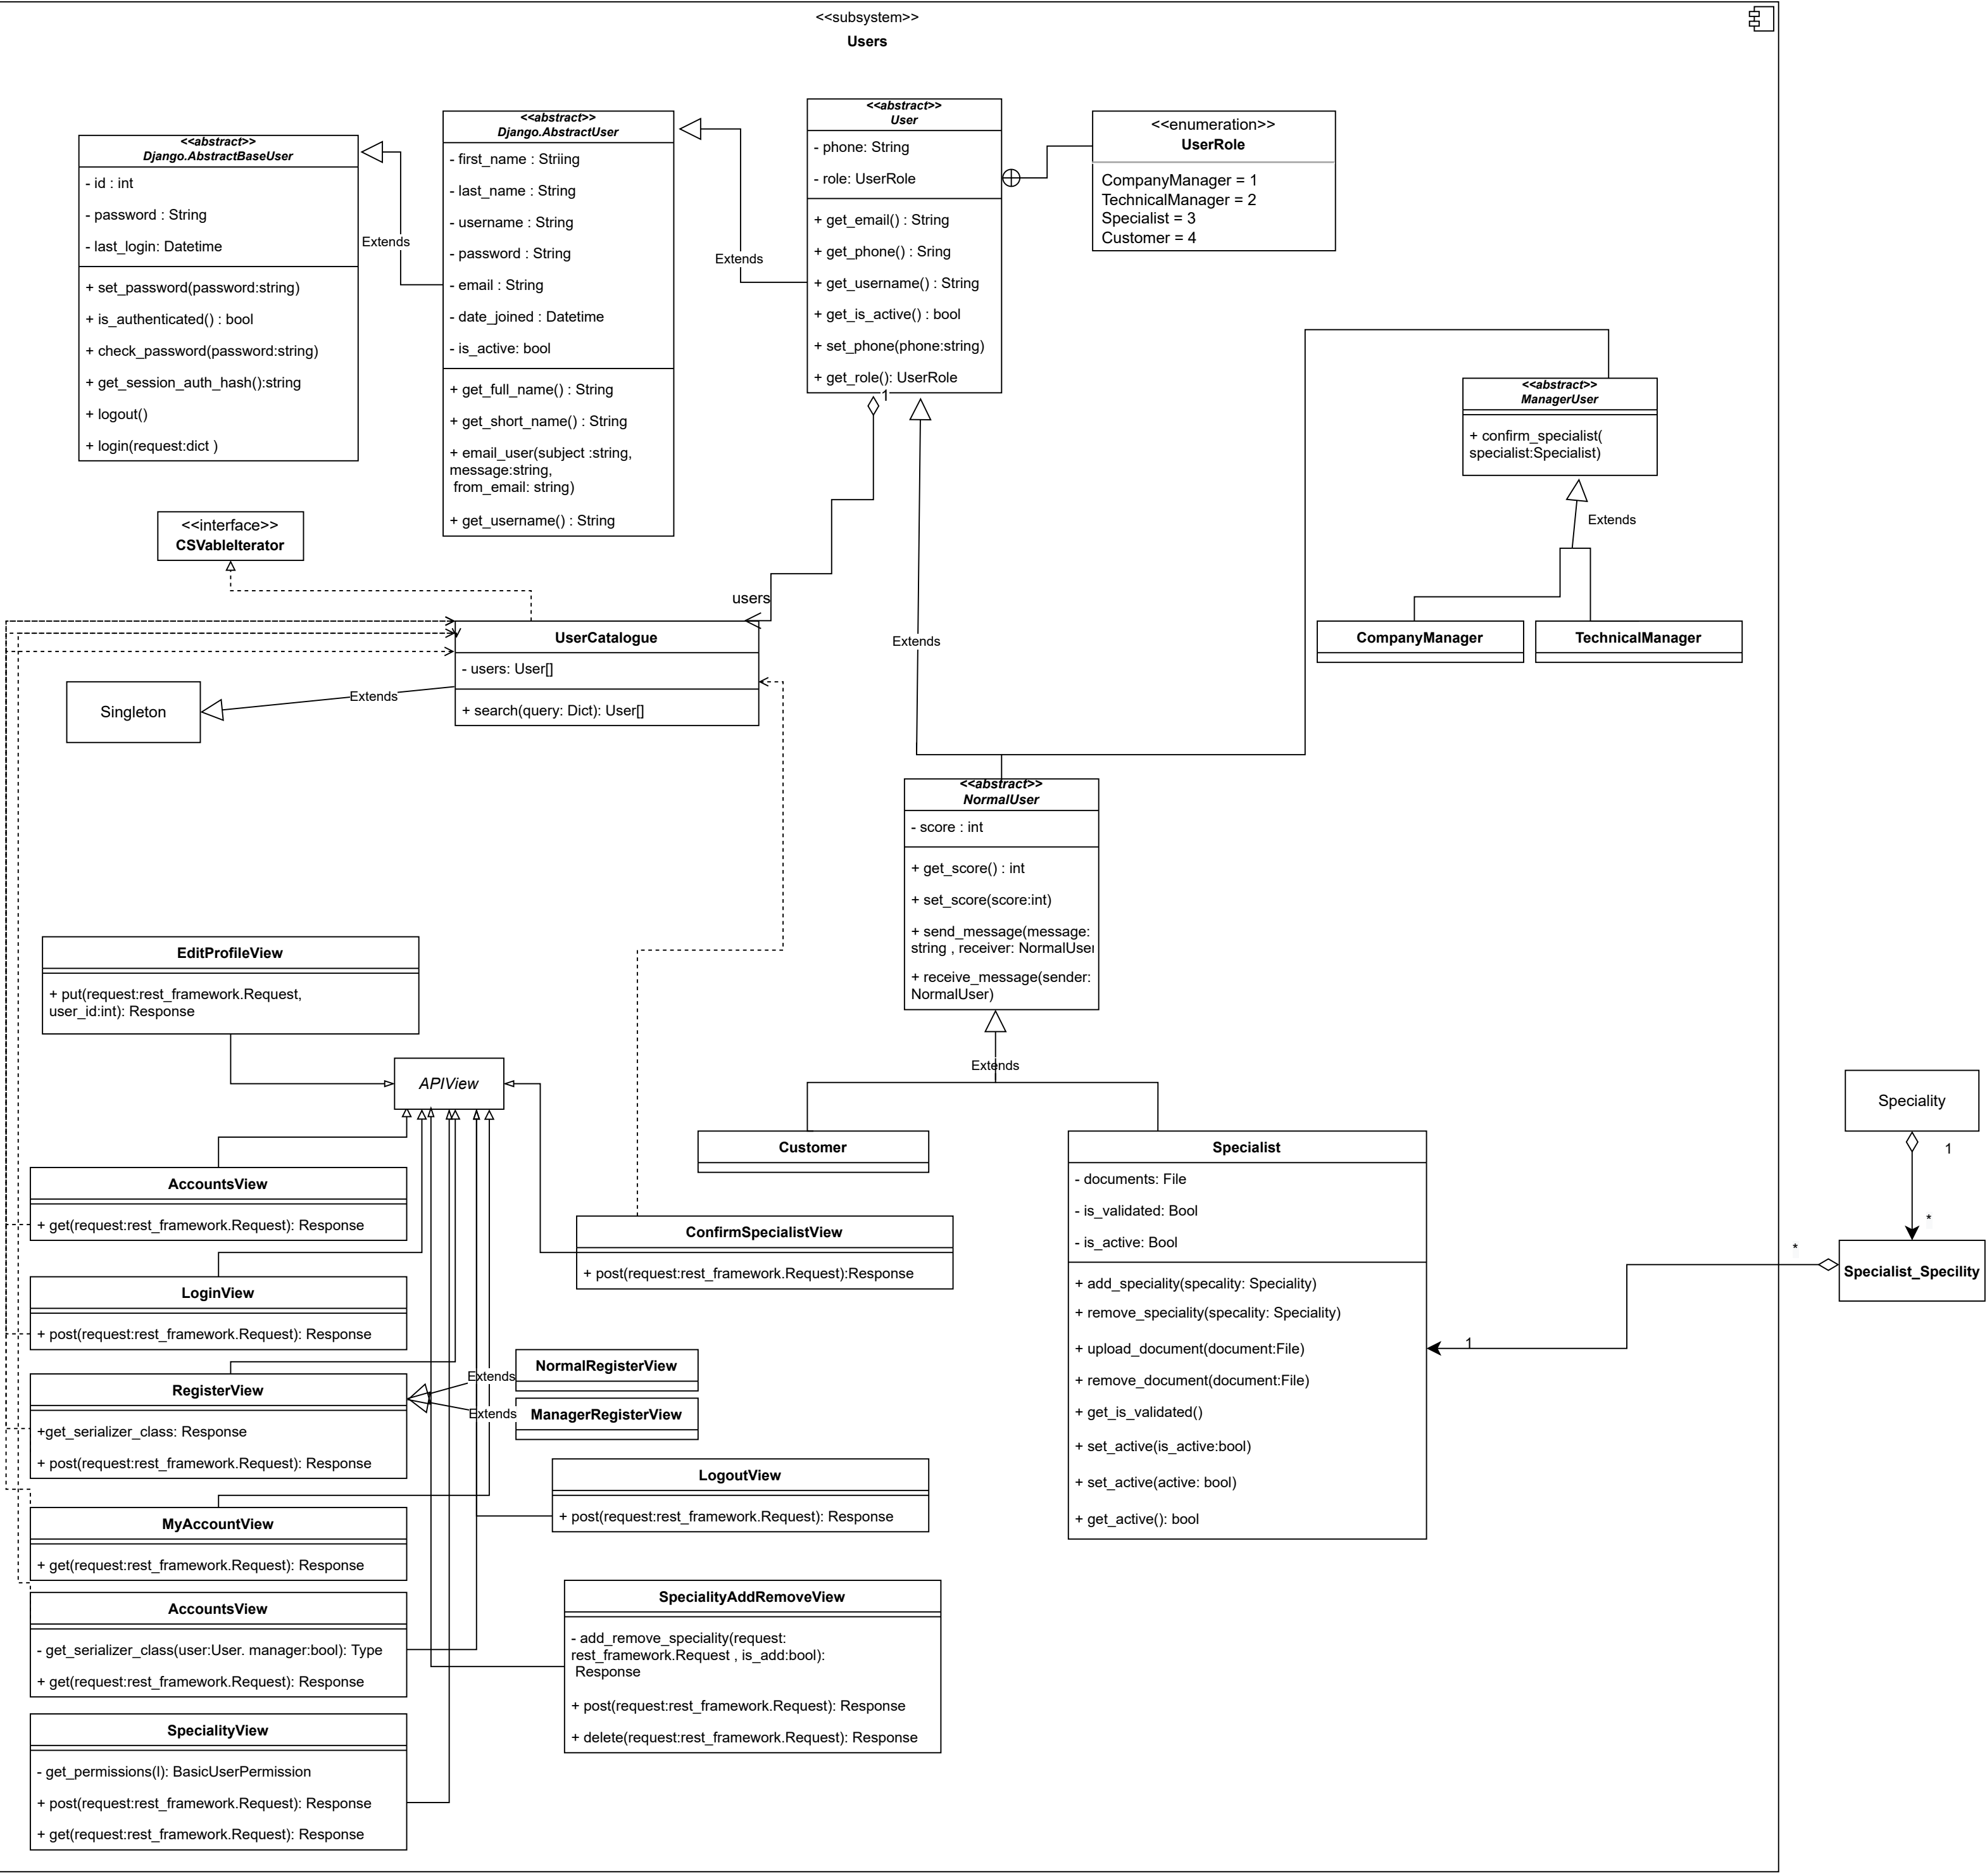 <<subsystem>>
Users
<<abstract>>
Django.AbstractBaseUser
- id : int
- password : String
- last_login: Datetime
+ set_password(password:string)
+ is_authenticated() : bool
+ check_password(password:string)
+ get_session_auth_hash():string
+ logout()
+ login(request:dict )
Extends
<<abstract>>
Django.AbstractUser
- first_name : Striing
- last_name : String
- username : String
- password : String
- email : String
- date_joined : Datetime
- is_active: bool
+ get_full_name() : String
+ get_short_name() : String
+ email_user(subject :string,
message:string,
from_email: string)
+ get_username() : String
Extends
<<abstract>>
User
- phone: String
- role: UserRole
+ get_email() : String
+ get_phone() : Sring
+ get_username() : String
+ get_is_active() : bool
+ set_phone(phone:string)
+ get_role(): UserRole
1
<<enumeration>>
UserRole
CompanyManager = 1
TechnicalManager = 2
Specialist = 3
Customer = 4
<<abstract>>
ManagerUser
+ confirm_specialist(
specialist:Specialist)
Extends
CompanyManager
TechnicalManager
<<interface>>
CSVableIterator
users
UserCatalogue
- users: User[]
+ search(query: Dict): User[]
Extends
Singleton
Extends
<<abstract>>
NormalUser
- score : int
+ get_score() : int
+ set_score(score:int)
+ send_message(message:
string , receiver: NormalUser
+ receive_message(sender:
NormalUser)
Extends
EditProfileView
+ put(request:rest_framework.Request,
user_id:int): Response
APIView
Customer
Specialist
- documents: File
- is_validated: Bool
- is_active: Bool
+ add_speciality(specality: Speciality)
+ remove_speciality(specality: Speciality)
+ upload_document(document:File)
+ remove_document(document:File)
+ get_is_validated()
+ set_active(is_active:bool)
+ set_active(active: bool)
+ get_active(): bool
Speciality
1
*
*
Specialist_Specility
1
AccountsView
+ get(request:rest_framework.Request): Response
ConfirmSpecialistView
+ post(request:rest_framework.Request):Response
LoginView
+ post(request:rest_framework.Request): Response
RegisterView
+get_serializer_class: Response
+ post(request:rest_framework.Request): Response
Extends
NormalRegisterView
Extends
ManagerRegisterView
LogoutView
+ post(request:rest_framework.Request): Response
MyAccountView
+ get(request:rest_framework.Request): Response
AccountsView
- get_serializer_class(user:User. manager:bool): Type
+ get(request:rest_framework.Request): Response
SpecialityAddRemoveView
- add_remove_speciality(request:
rest_framework.Request , is_add:bool):
Response
+ post(request:rest_framework.Request): Response
+ delete(request:rest_framework.Request): Response
SpecialityView
- get_permissions(l): BasicUserPermission
+ post(request:rest_framework.Request): Response
+ get(request:rest_framework.Request): Response